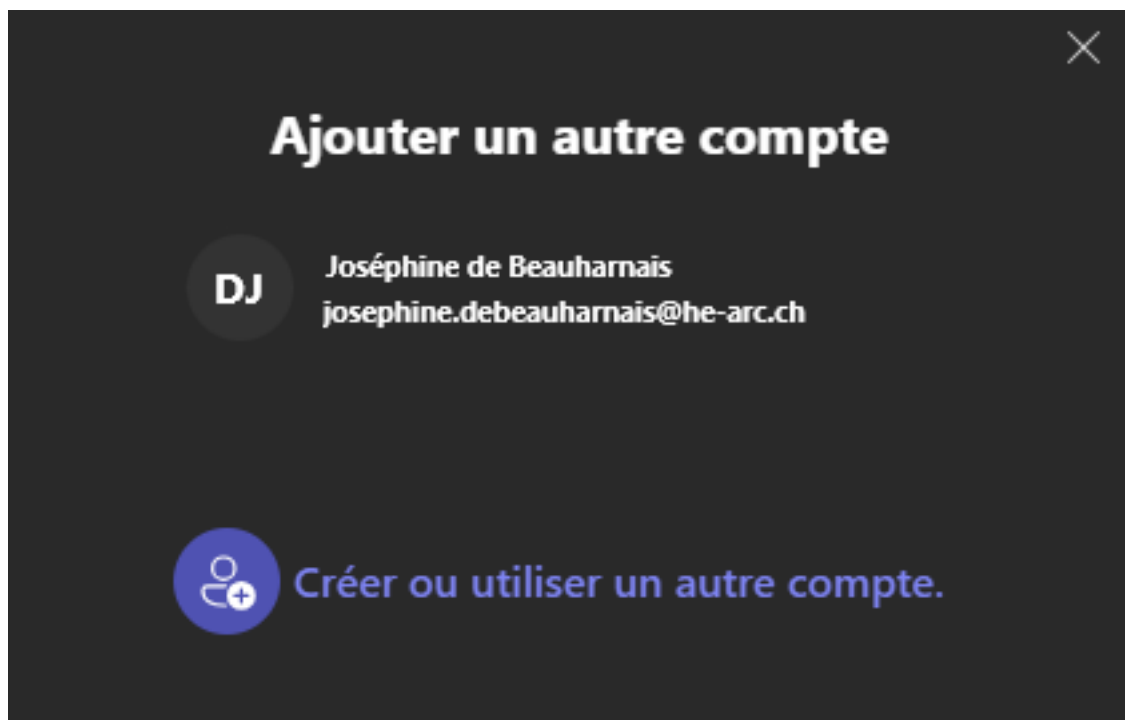 Ajouter un autre compte
DJ
Joséphine de Beauharnais
josephine.debeauharnais@he-arc.ch
Créer ou utiliser un autre compte.